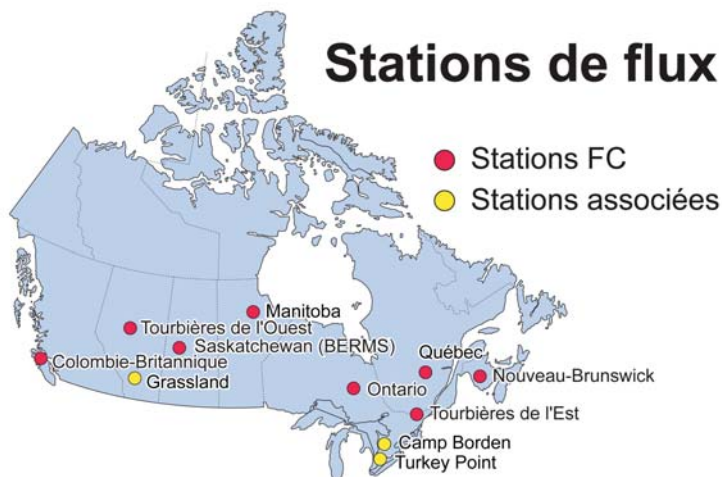 Stations de flux
Stations FC
Stations associées
Manitoba
Tourbières de l'Ouest
Saskatchewan (BERMS)
Colombie-Britannique
Grassland
Québec
Nouveau-Brunswick
Ontario
Tourbières de l'Est
Camp Borden
Turkey Point